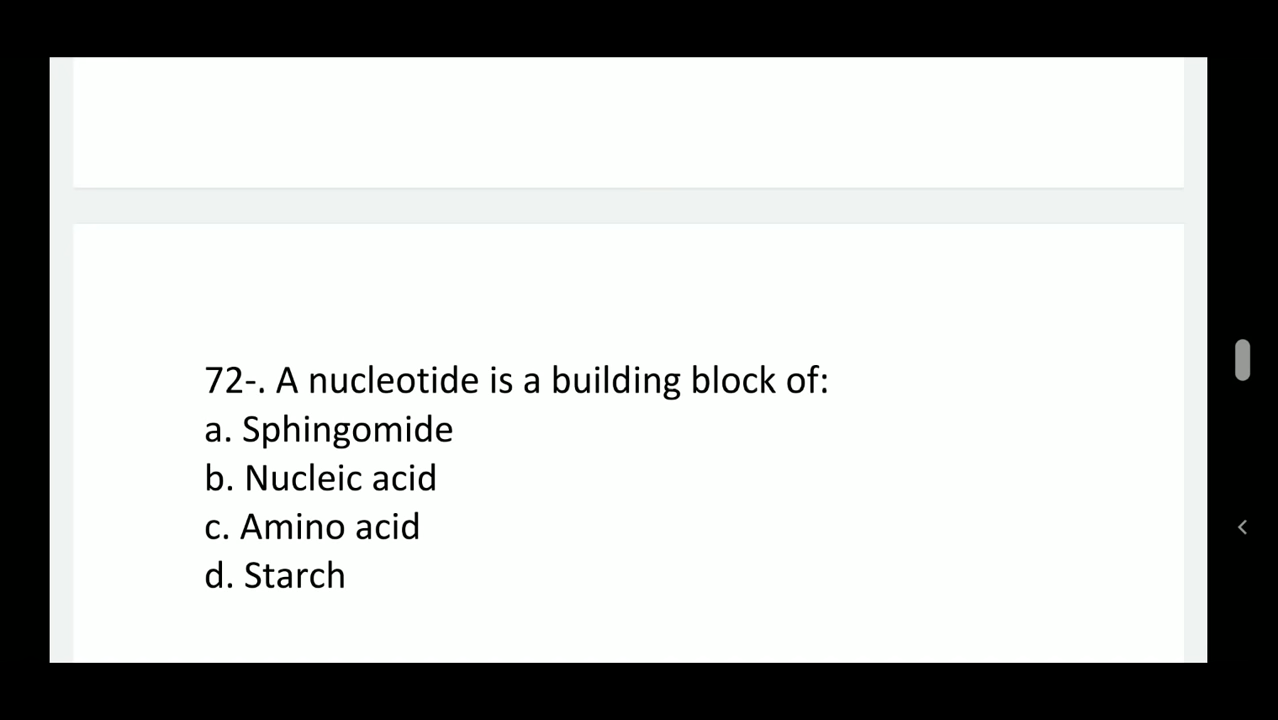 72-. A nucleotide is a building block of:
a. Sphingomide
b. Nucleic acid
c. Amino acid
d. Starch